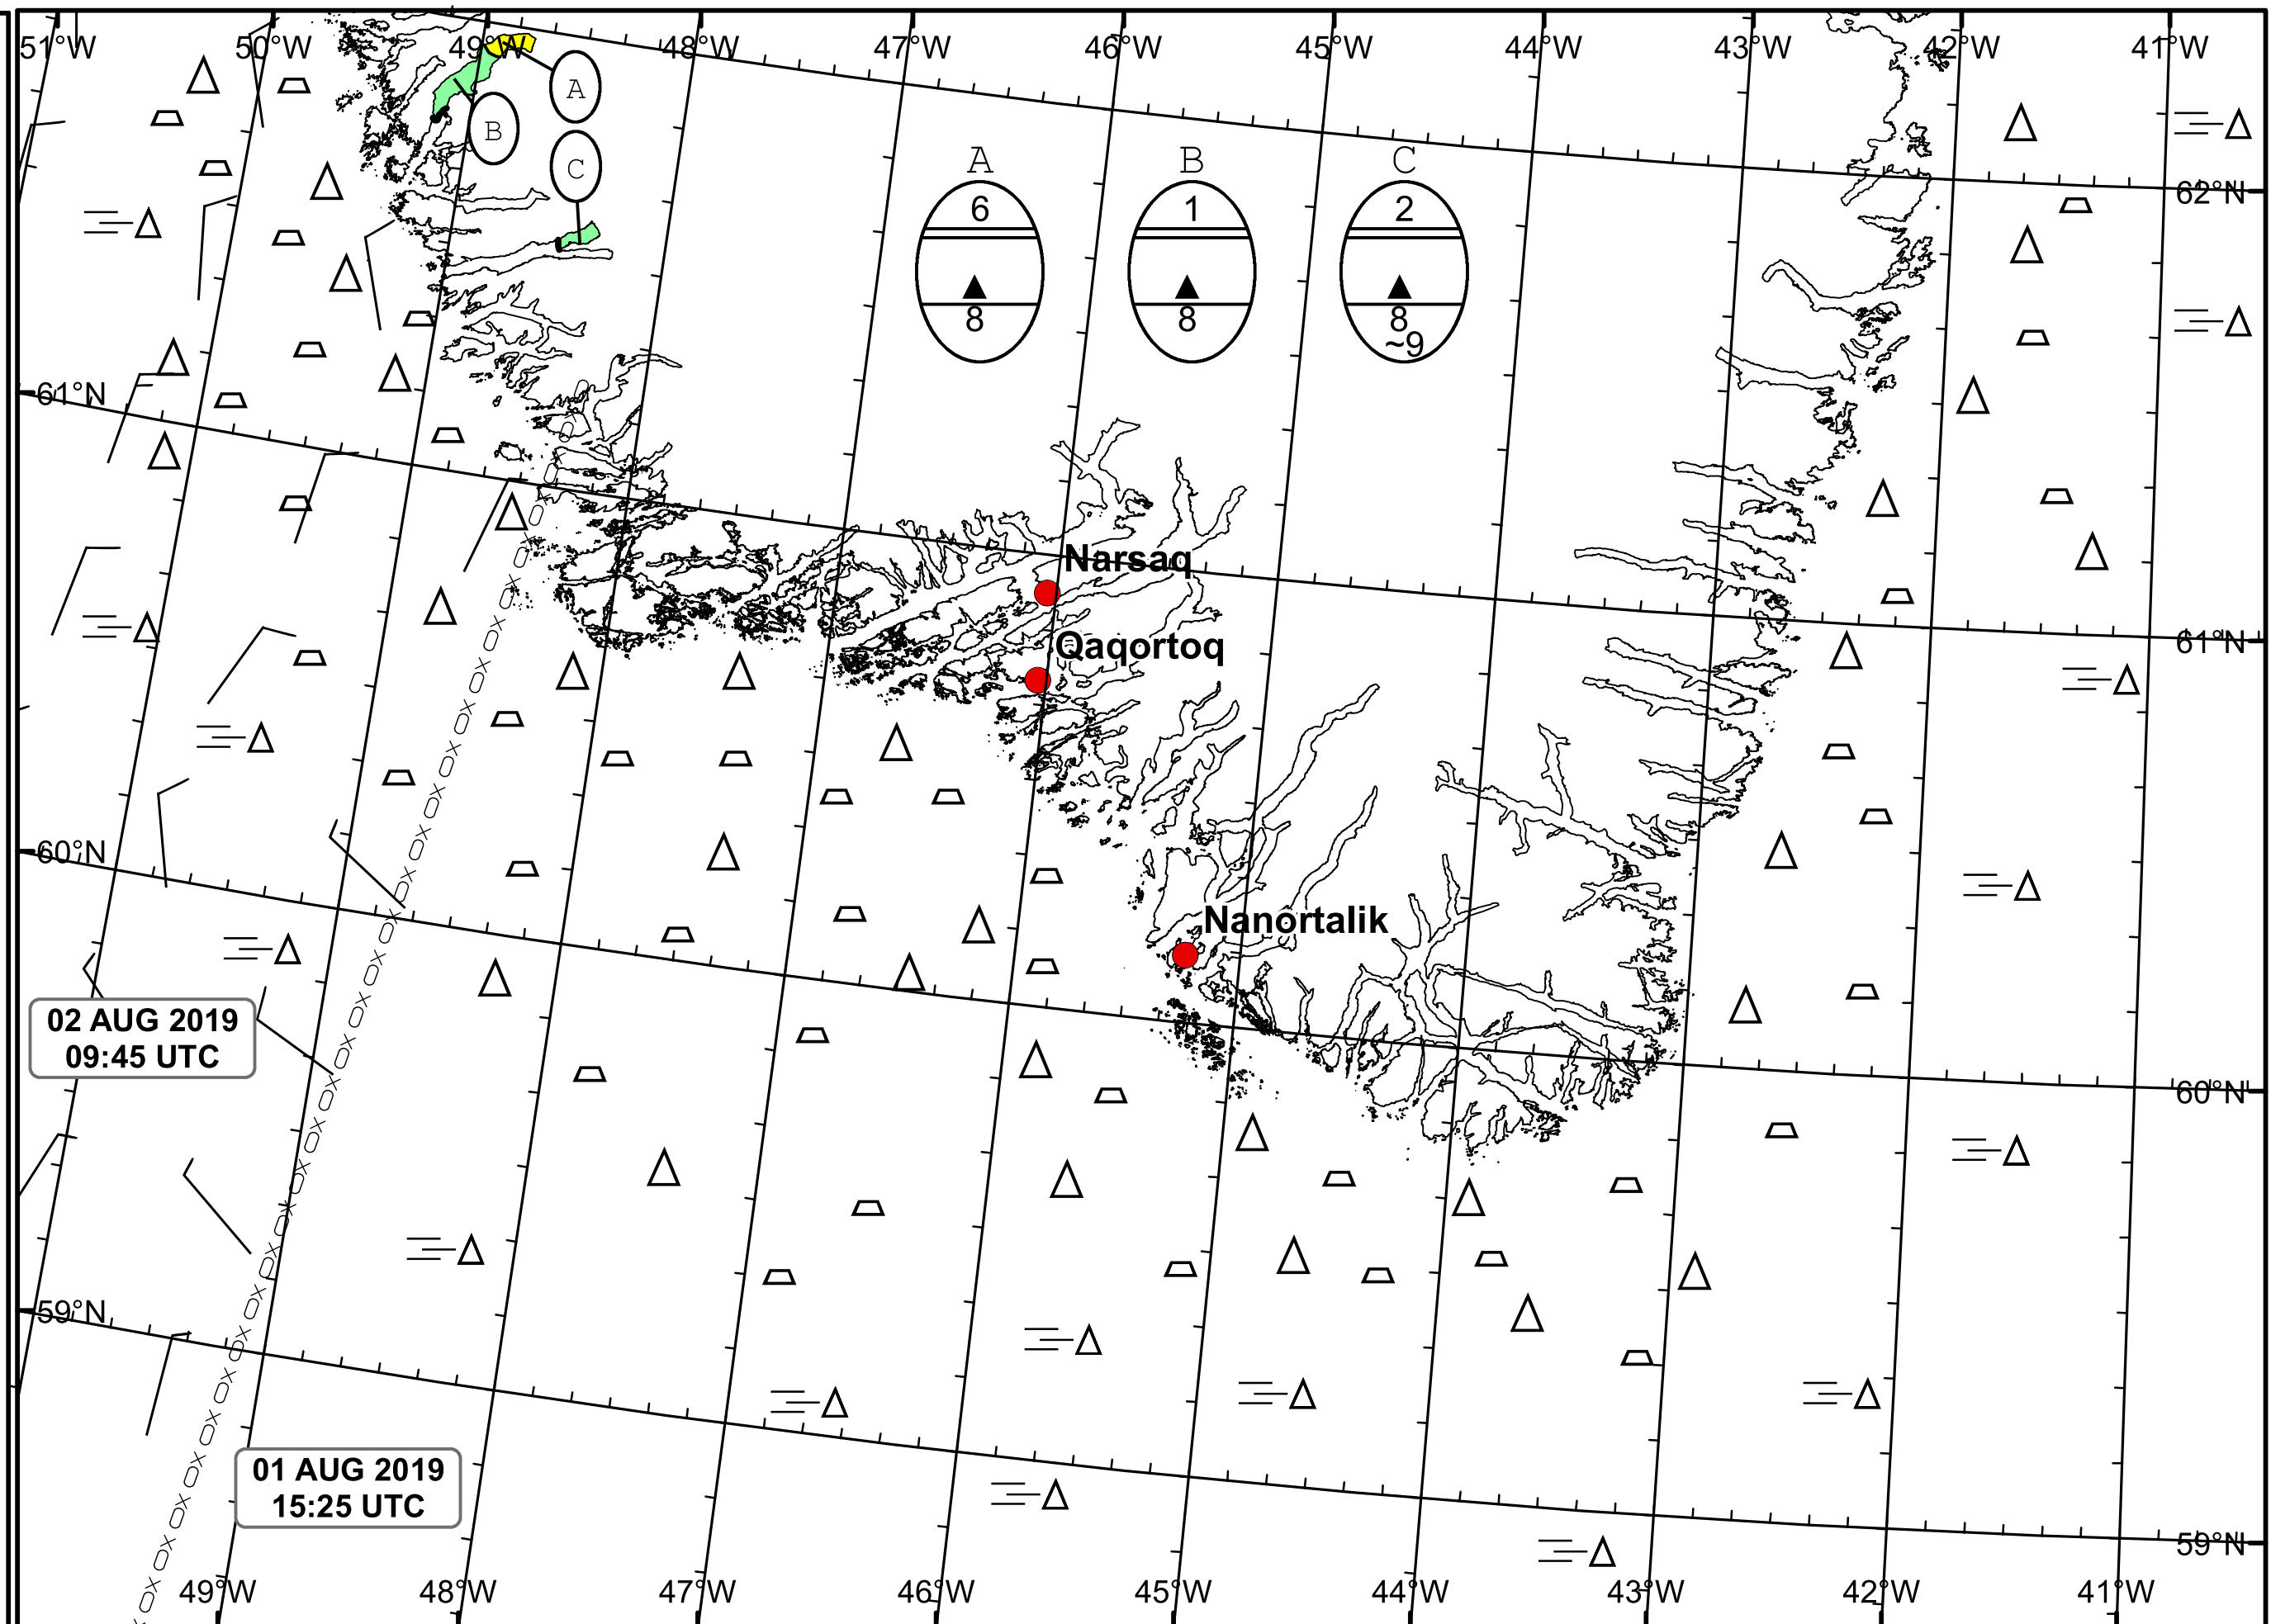 51°W 50°W 49°W 48°W 47°W 46°W 45°W 44°W 43°W 42°W 41°W
A
B
C
A B C
6 1 2
8 8 8
~9
62°N
61°N
Narsaq
Qaqortoq
61°N
60°N
Nanortalik
02 AUG 2019
09:45 UTC
60°N
59°N
01 AUG 2019
15:25 UTC
59°N
49°W 48°W 47°W 46°W 45°W 44°W 43°W 42°W 41°W